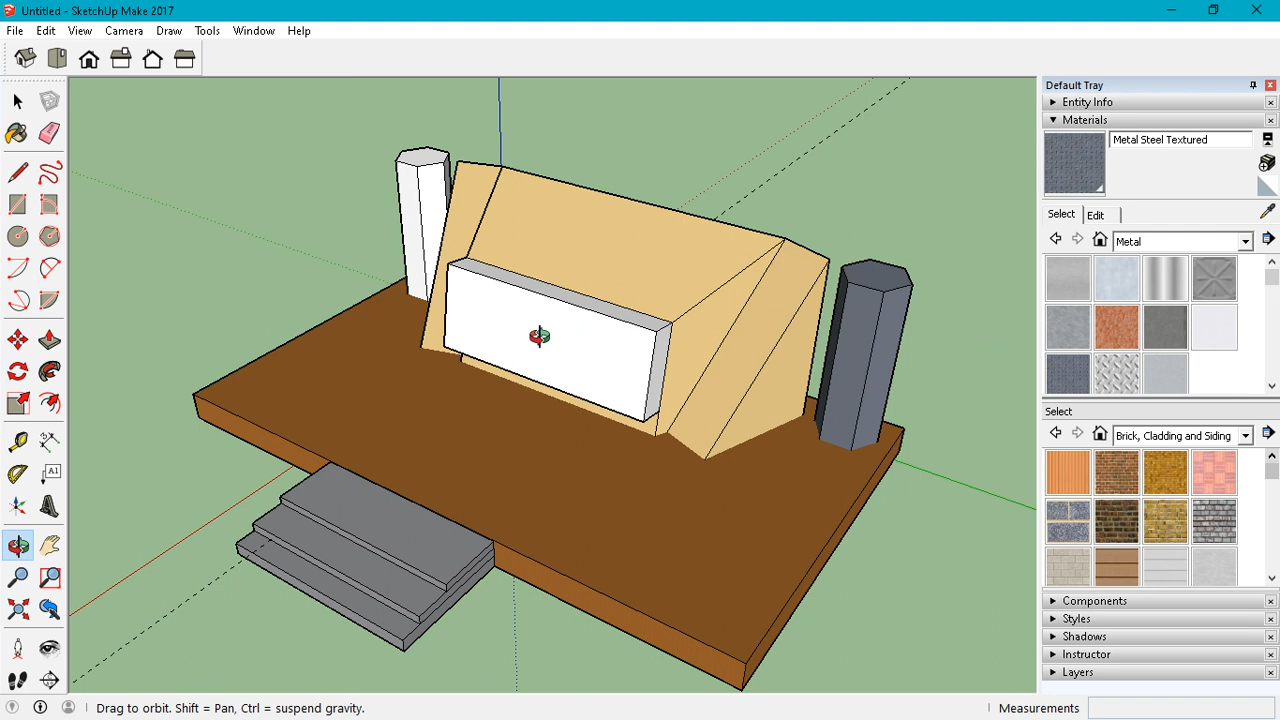 Untitled - SketchUp Make 2017
File Edit View Camera Draw Tools Window Help
Default Tray
Entity Info
Materials
Metal Steel Textured
Select Edit
Metal
Select
Brick, Cladding and Siding
Components
Styles
Shadows
Instructor
Layers
A1
Drag to orbit. Shift = Pan, Ctrl = suspend gravity.
Measurements